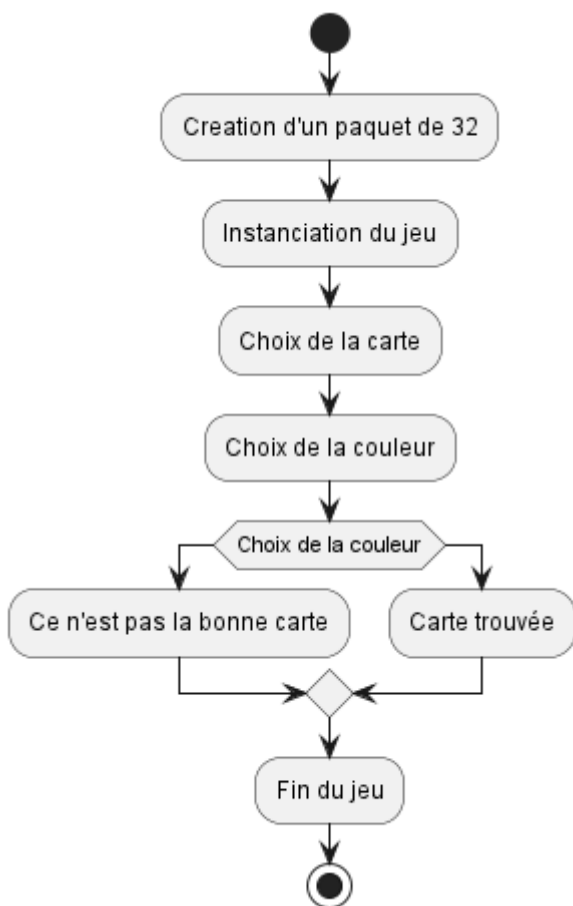 Creation d'un paquet de 32
Instanciation du jeu
Choix de la carte
Choix de la couleur
Choix de la couleur
Ce n'est pas la bonne carte
Carte trouvée
Fin du jeu